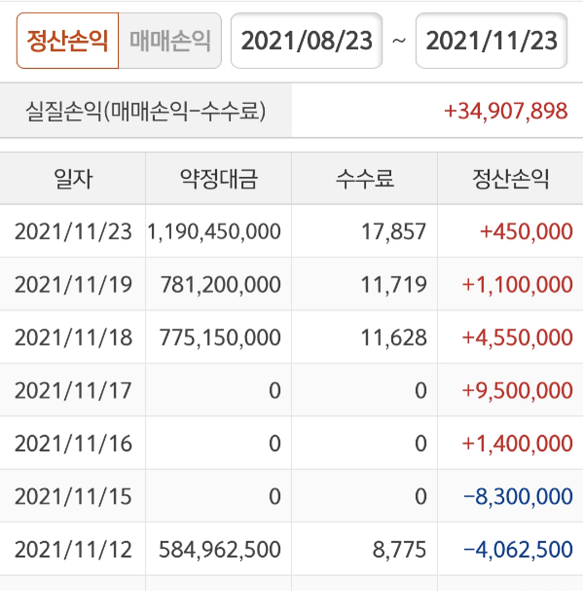 정산손익 매매손익 2021/08/23 ~ 2021/11/23
실질손익(매매손익-수수료) +34,907,898
일자 약정대금 수수료 정산손익
2021/11/23 1,190,450,000 17,857 +450,000
2021/11/19 781,200,000 11,719 +1,100,000
2021/11/18 775,150,000 11,628 +4,550,000
2021/11/17 0 0 +9,500,000
2021/11/16 0 0 +1,400,000
2021/11/15 0 0 -8,300,000
2021/11/12 584,962,500 8,775 -4,062,500